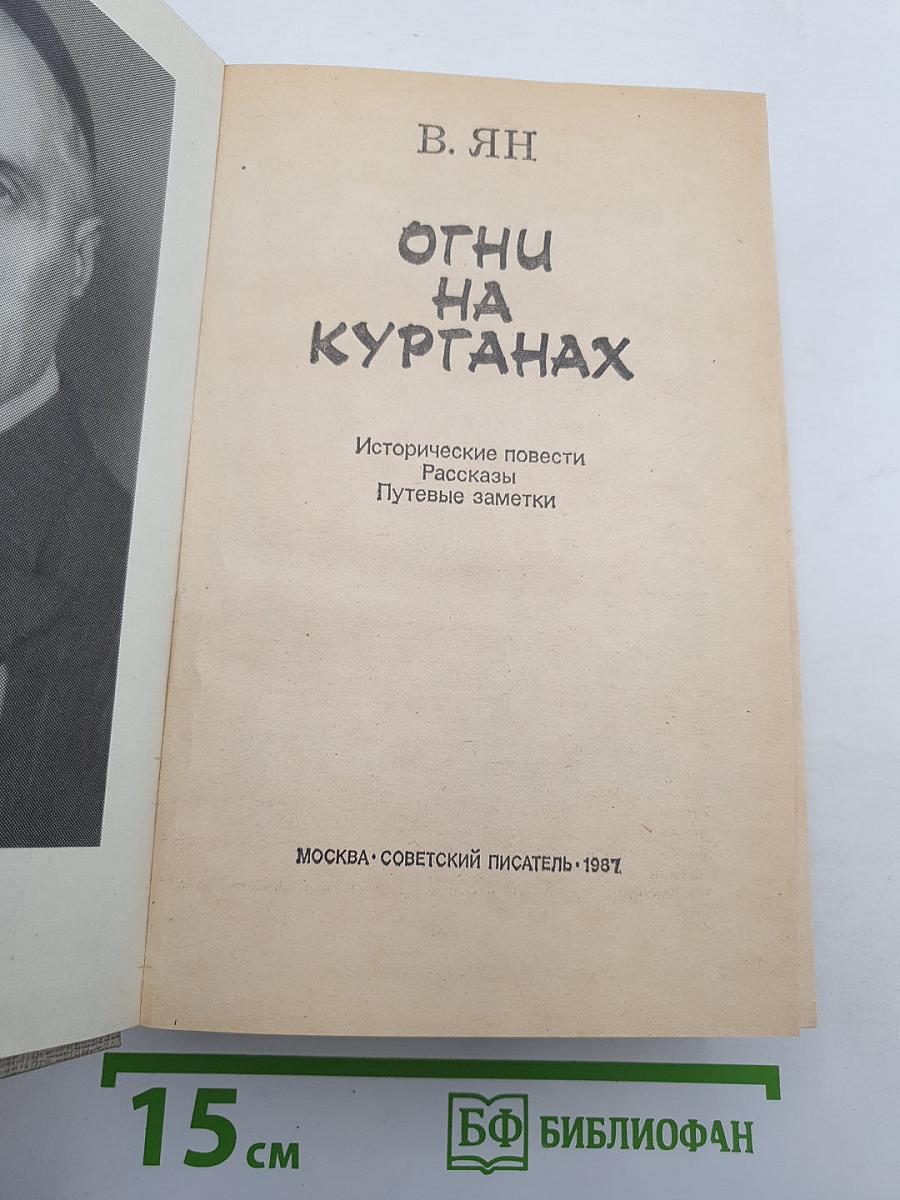 В. ЯН
ОГНИ
НА
КУРГАНАХ
Исторические повести
Рассказы
Путевые заметки
МОСКВА · СОВЕТСКИЙ ПИСАТЕЛЬ · 1987
15 см
БФ БИБЛИОФАН